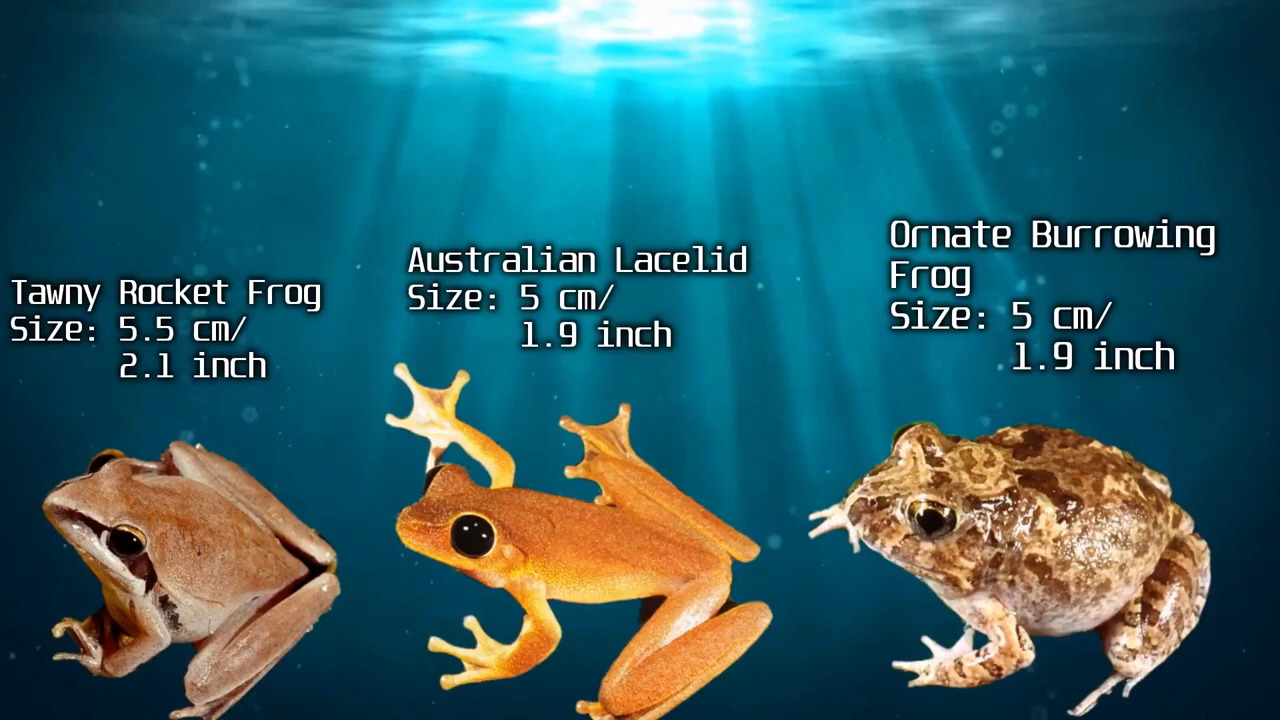 Tawny Rocket Frog
Size: 5.5 cm/
2.1 inch
Australian Lacelid
Size: 5 cm/
1.9 inch
Ornate Burrowing
Frog
Size: 5 cm/
1.9 inch